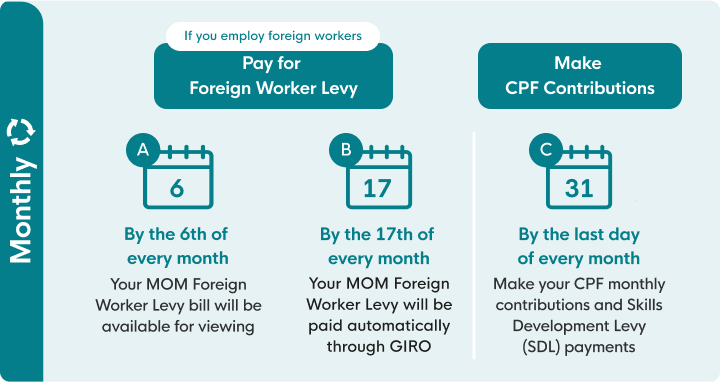 Monthly
If you employ foreign workers
Pay for
Foreign Worker Levy
Make
CPF Contributions
A
6
By the 6th of
every month
Your MOM Foreign
Worker Levy bill will be
available for viewing
B
17
By the 17th of
every month
Your MOM Foreign
Worker Levy will be
paid automatically
through GIRO
C
31
By the last day
of every month
Make your CPF monthly
contributions and Skills
Development Levy
(SDL) payments